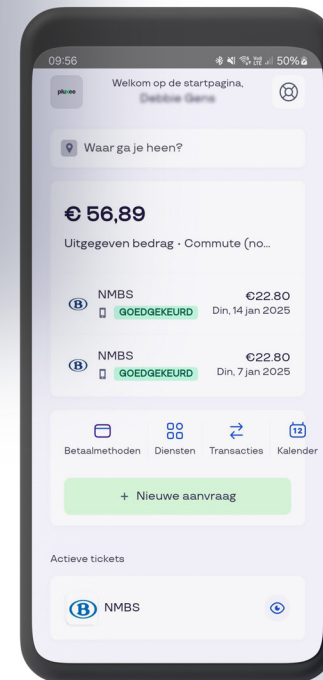 09:56
50%
pluxee
Welkom op de startpagina,
Waar ga je heen?
€ 56,89
Uitgegeven bedrag · Commute (no...
NMBS €22.80
GOEDGEKEURD Din, 14 jan 2025
NMBS €22.80
GOEDGEKEURD Din, 7 jan 2025
12
Betaalmethoden Diensten Transacties Kalender
+ Nieuwe aanvraag
Actieve tickets
B NMBS